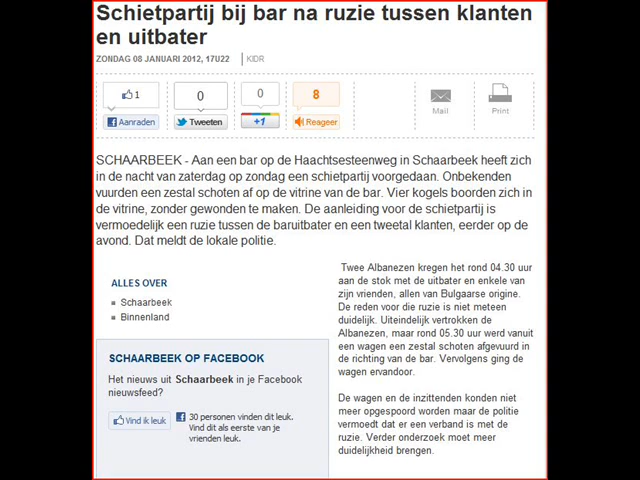 Schietpartij bij bar na ruzie tussen klanten
en uitbater
ZONDAG 08 JANUARI 2012, 17U22 KIDR
1
0
0
8
Aanraden
Tweeten
+1
Reageer
Mail
Print
SCHAARBEEK - Aan een bar op de Haachtsesteenweg in Schaarbeek heeft zich
in de nacht van zaterdag op zondag een schietpartij voorgedaan. Onbekenden
vuurden een zestal schoten af op de vitrine van de bar. Vier kogels boorden zich in
de vitrine, zonder gewonden te maken. De aanleiding voor de schietpartij is
vermoedelijk een ruzie tussen de baruitbater en een tweetal klanten, eerder op de
avond. Dat meldt de lokale politie.
ALLES OVER
Schaarbeek
Binnenland
SCHAARBEEK OP FACEBOOK
Het nieuws uit Schaarbeek in je Facebook
nieuwsfeed?
Vind ik leuk
30 personen vinden dit leuk.
Vind dit als eerste van je
vrienden leuk.
Twee Albanezen kregen het rond 04.30 uur
aan de stok met de uitbater en enkele van
zijn vrienden, allen van Bulgaarse origine.
De reden voor die ruzie is niet meteen
duidelijk. Uiteindelijk vertrokken de
Albanezen, maar rond 05.30 uur werd vanuit
een wagen een zestal schoten afgevuurd in
de richting van de bar. Vervolgens ging de
wagen ervandoor.
De wagen en de inzittenden konden niet
meer opgespoord worden maar de politie
vermoedt dat er een verband is met de
ruzie. Verder onderzoek moet meer
duidelijkheid brengen.